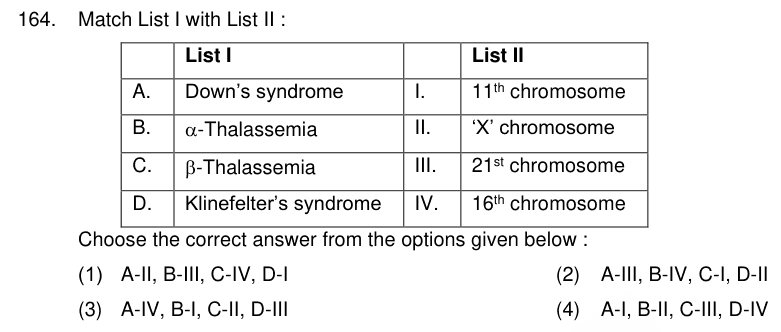 164. Match List I with List II :
List I List II
A. Down's syndrome I. 11th chromosome
B. α-Thalassemia II. 'X' chromosome
C. β-Thalassemia III. 21st chromosome
D. Klinefelter's syndrome IV. 16th chromosome
Choose the correct answer from the options given below :
(1) A-II, B-III, C-IV, D-I (2) A-III, B-IV, C-I, D-II
(3) A-IV, B-I, C-II, D-III (4) A-I, B-II, C-III, D-IV